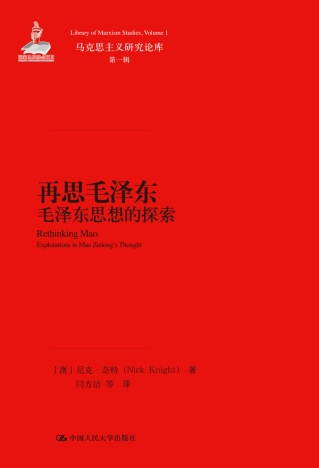 Library of Marxism Studies, Volume 1
马克思主义研究论库
第一辑
再思毛泽东
毛泽东思想的探索
Rethinking Mao
Explorations in Mao Zedong's Thought
［澳］尼克·奈特（Nick Knight）著
闫方洁 等 译
中国人民大学出版社